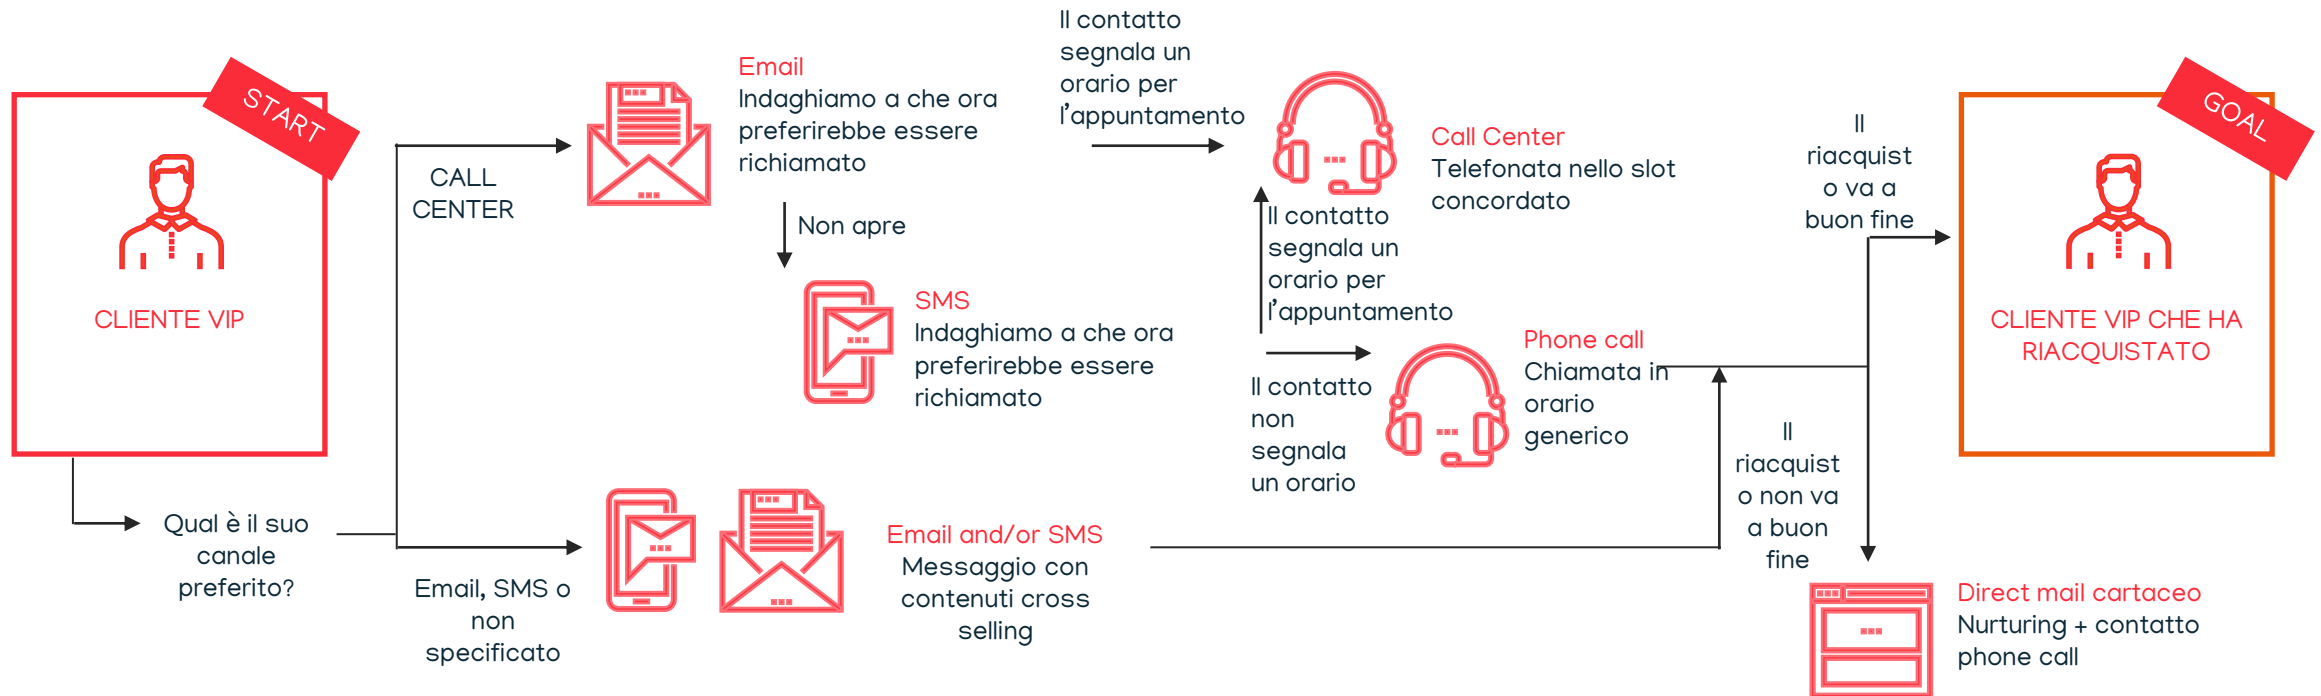 START
CLIENTE VIP
Qual è il suo
canale
preferito?
CALL
CENTER
Email, SMS o
non
specificato
Email
Indaghiamo a che ora
preferirebbe essere
richiamato
Non apre
SMS
Indaghiamo a che ora
preferirebbe essere
richiamato
Email and/or SMS
Messaggio con
contenuti cross
selling
Il contatto
segnala un
orario per
l’appuntamento
Call Center
Telefonata nello slot
concordato
Il contatto
segnala un
orario per
l’appuntamento
Il contatto
non
segnala
un orario
Phone call
Chiamata in
orario
generico
Il
riacquist
o va a
buon fine
Il
riacquist
o non va
a buon
fine
GOAL
CLIENTE VIP CHE HA
RIACQUISTATO
Direct mail cartaceo
Nurturing + contatto
phone call